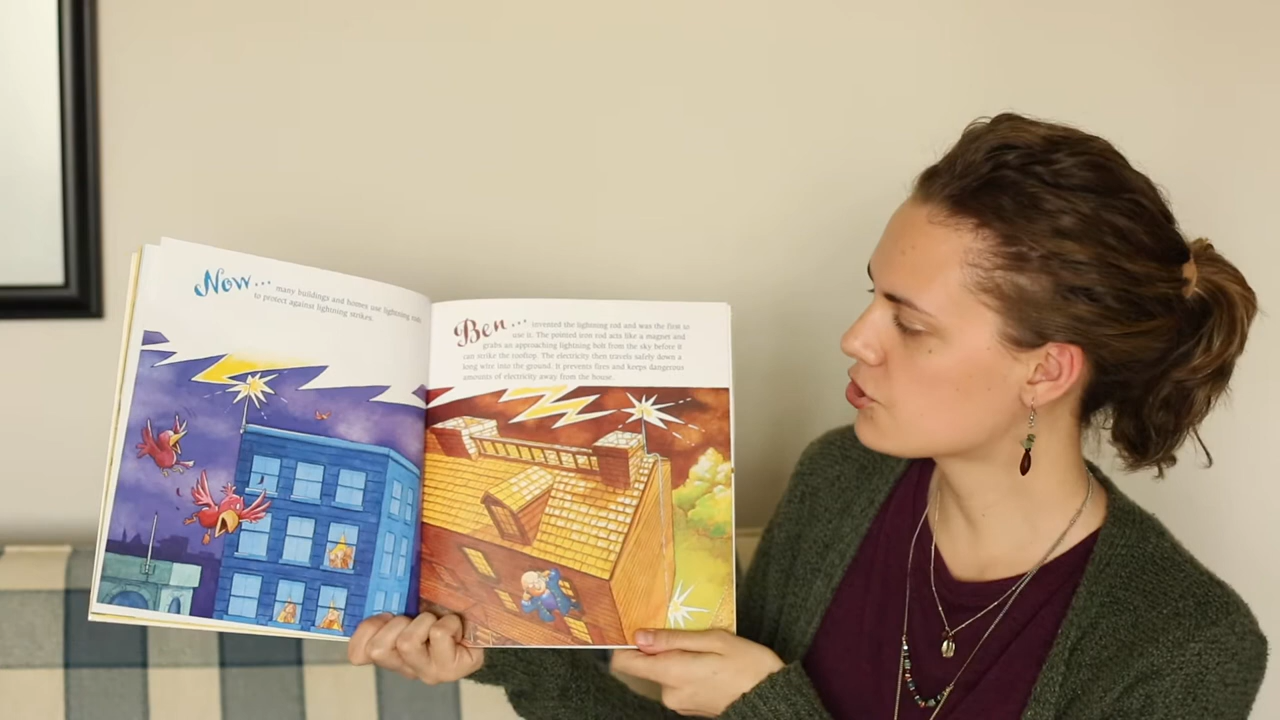 Now... many buildings and homes use lightning rods
to protect against lightning strikes.
Ben... invented the lightning rod and was the first to
use it. The pointed iron rod acts like a magnet and
grabs an approaching lightning bolt from the sky before it
can strike the rooftop. The electricity then travels safely down a
long wire into the ground. It prevents fires and keeps dangerous
amounts of electricity away from the house.